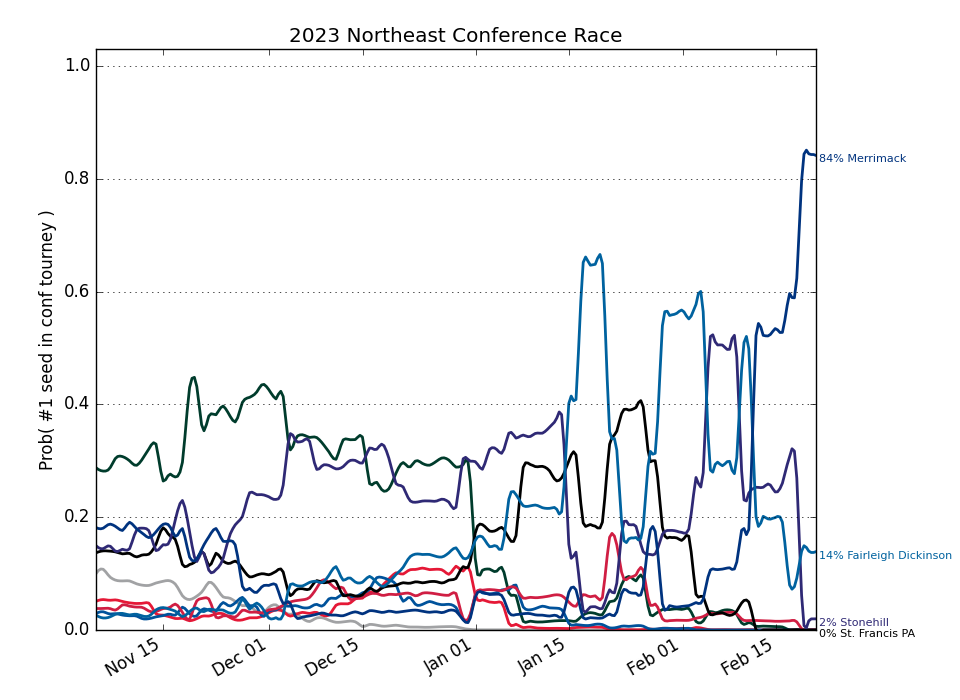 2023 Northeast Conference Race
Prob( #1 seed in conf tourney )
1.0
0.8
0.6
0.4
0.2
0.0
Nov 15
Dec 01
Dec 15
Jan 01
Jan 15
Feb 01
Feb 15
84% Merrimack
14% Fairleigh Dickinson
2% Stonehill
0% St. Francis PA